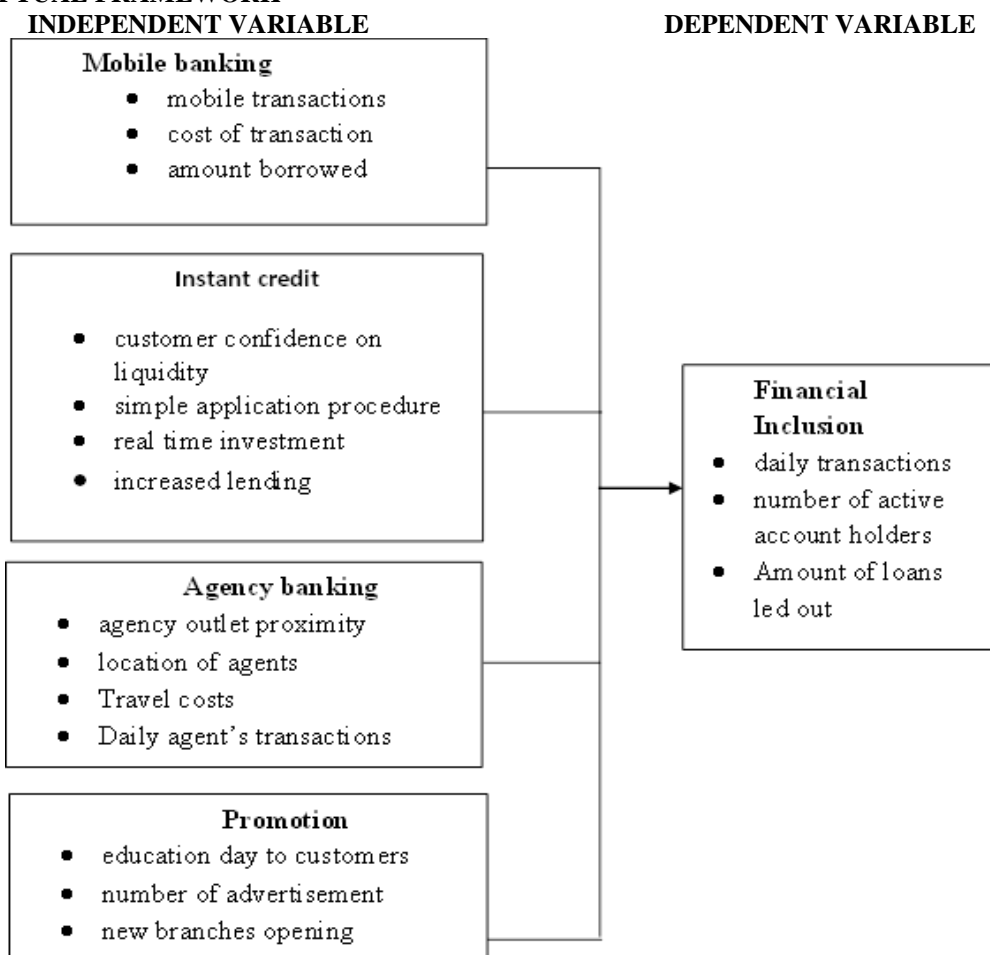 PTUAL FRAMEWORK
INDEPENDENT VARIABLE
DEPENDENT VARIABLE
Mobile banking
• mobile transactions
• cost of transaction
• amount borrowed
Instant credit
• customer confidence on
liquidity
• simple application procedure
• real time investment
• increased lending
Agency banking
• agency outlet proximity
• location of agents
• Travel costs
• Daily agent’s transactions
Promotion
• education day to customers
• number of advertisement
• new branches opening
Financial
Inclusion
• daily transactions
• number of active
account holders
• Amount of loans
led out